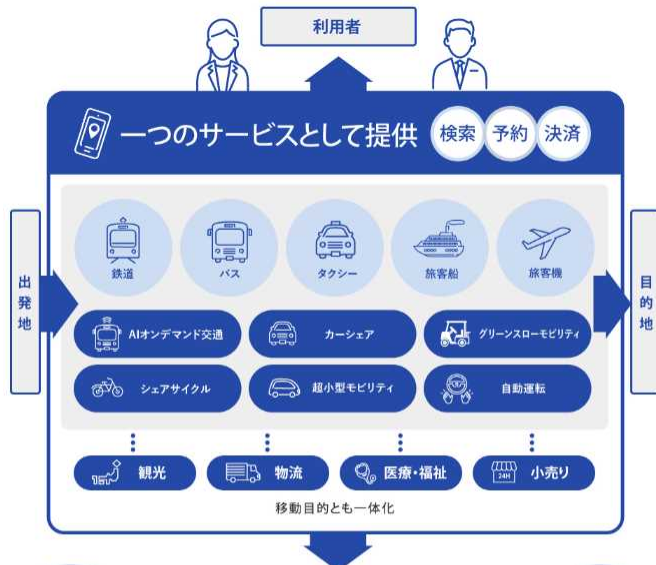 利用者
一つのサービスとして提供 検索 予約 決済
出発地
鉄道 バス タクシー 旅客船 旅客機
目的地
AIオンデマンド交通 カーシェア グリーンスローモビリティ
シェアサイクル 超小型モビリティ 自動運転
観光 物流 医療・福祉 24H 小売り
移動目的とも一体化